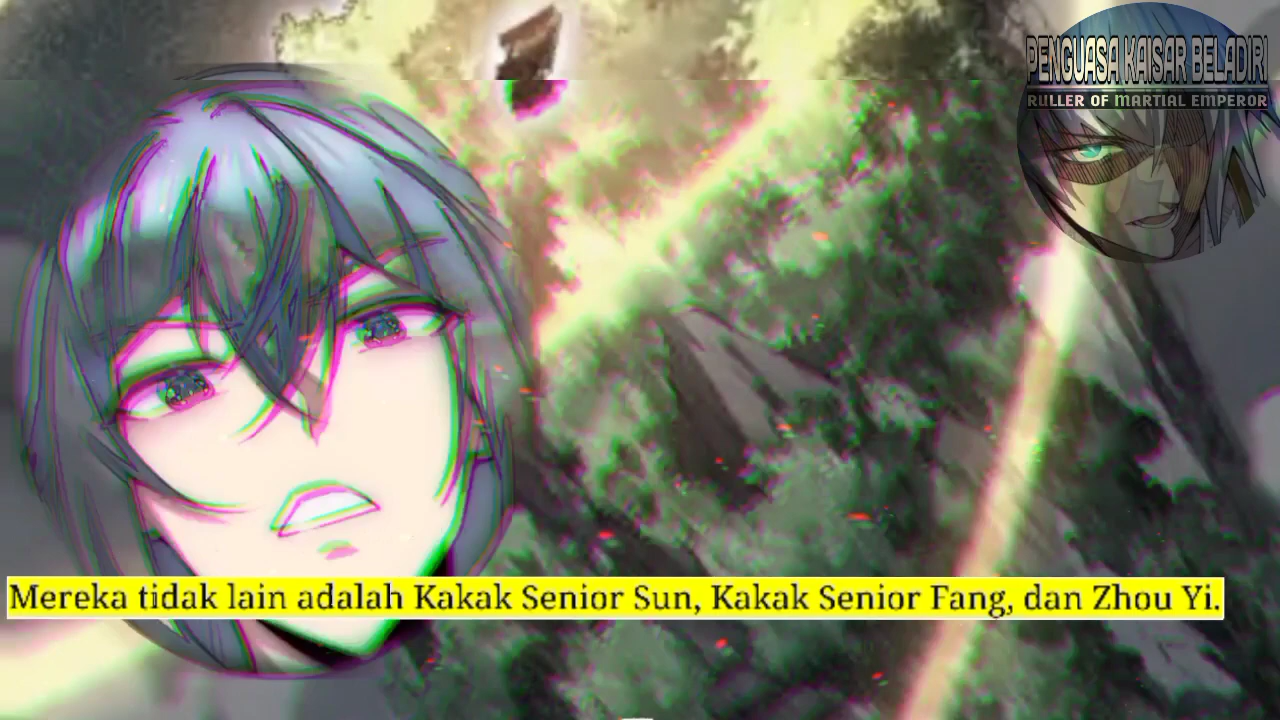 PENGUASA KAISAR BELADIRI
RULLER OF MARTIAL EMPEROR
Mereka tidak lain adalah Kakak Senior Sun, Kakak Senior Fang, dan Zhou Yi.